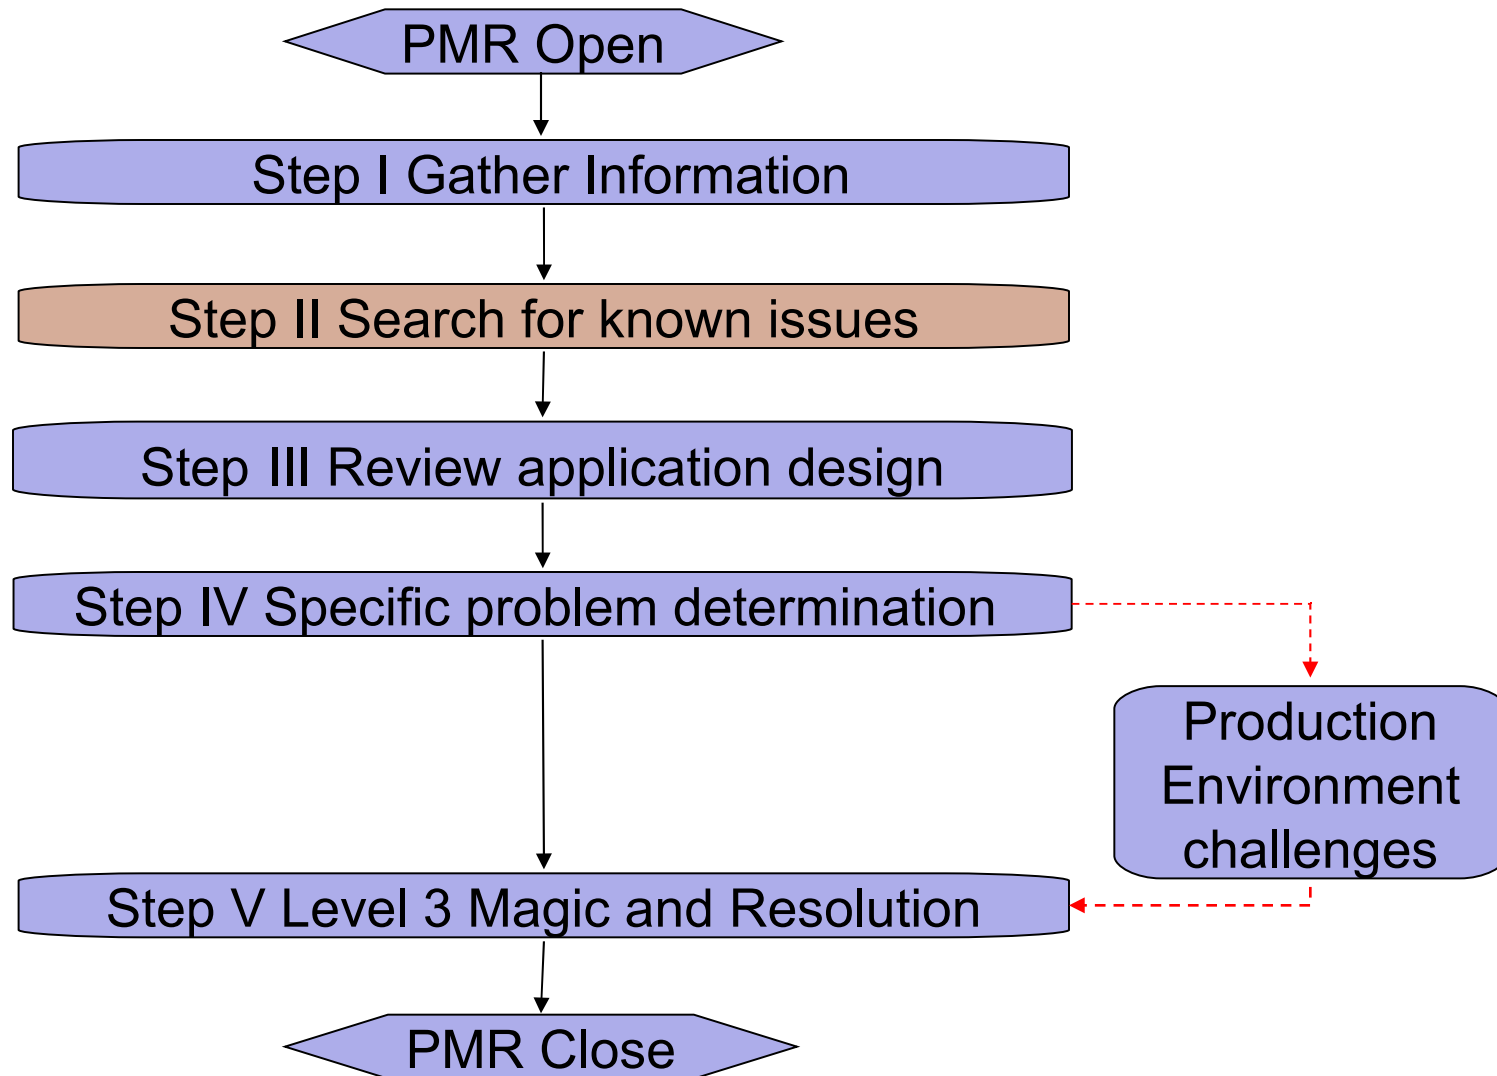 PMR Open
Step I Gather Information
Step II Search for known issues
Step III Review application design
Step IV Specific problem determination
Production
Environment
challenges
Step V Level 3 Magic and Resolution
PMR Close